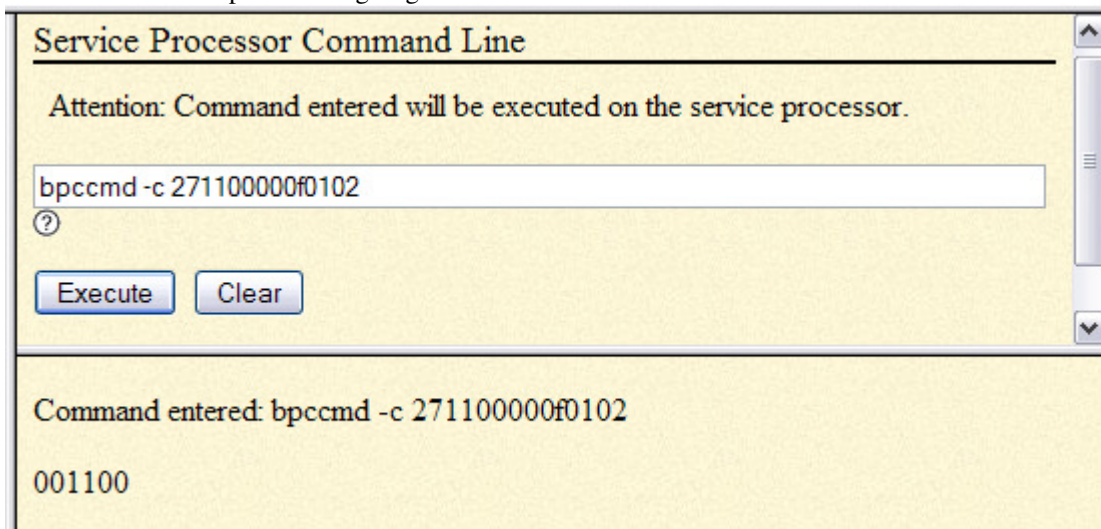 Service Processor Command Line
Attention: Command entered will be executed on the service processor.
bpccmd -c 271100000f0102
?
Execute Clear
Command entered: bpccmd -c 271100000f0102
001100